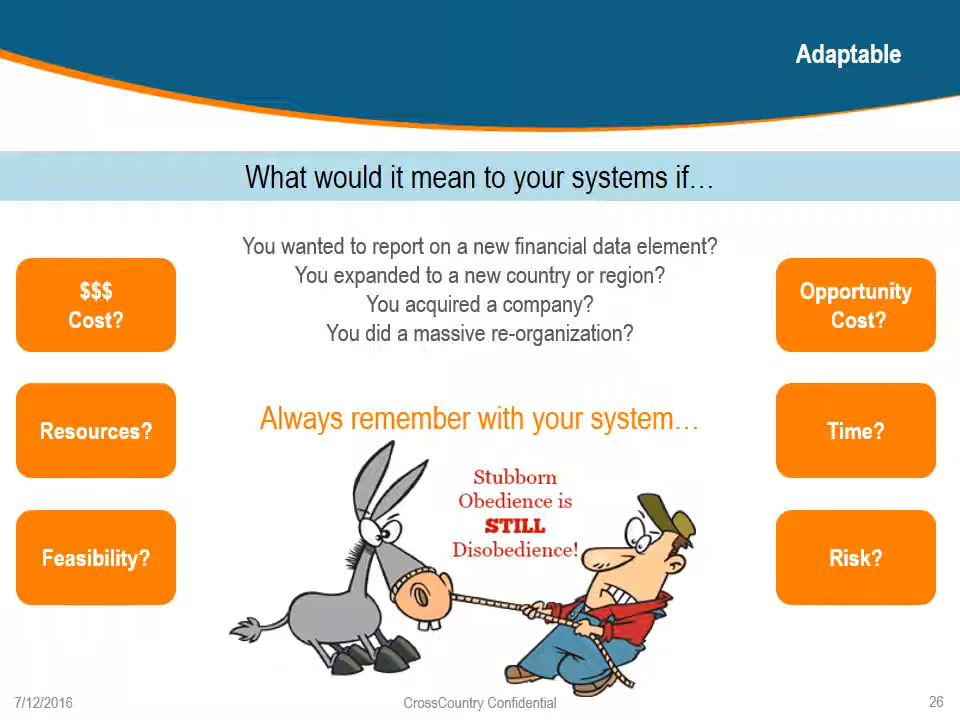 Adaptable
What would it mean to your systems if…
You wanted to report on a new financial data element?
You expanded to a new country or region?
You acquired a company?
You did a massive re-organization?
$$$
Cost?
Opportunity
Cost?
Resources?
Time?
Always remember with your system…
Stubborn
Obedience is
STILL
Disobedience!
Feasibility?
Risk?
7/12/2016
CrossCountry Confidential
26